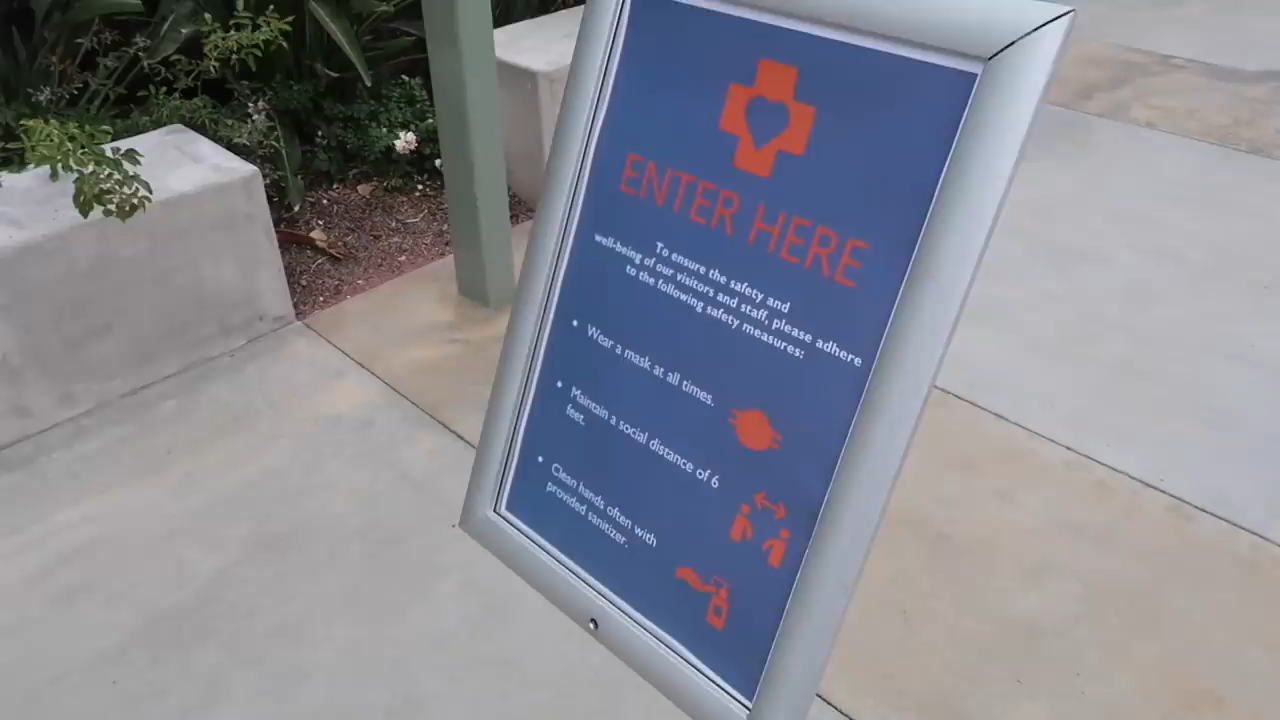 ENTER HERE
To ensure the safety and
well-being of our visitors and staff, please adhere
to the following safety measures:
• Wear a mask at all times.
• Maintain a social distance of 6
feet.
• Clean hands often with
provided sanitizer.